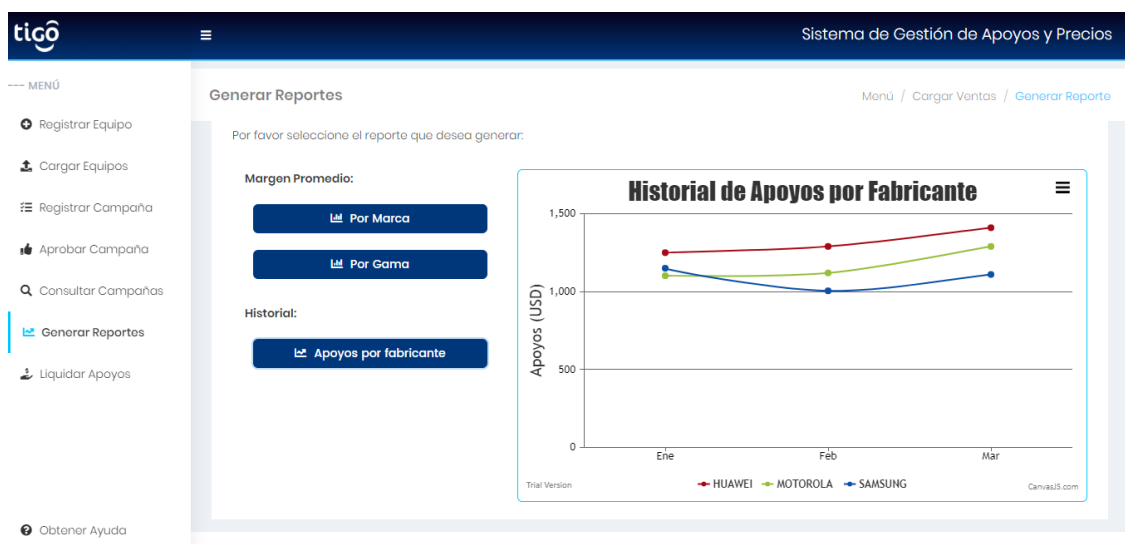 tigo
Sistema de Gestión de Apoyos y Precios
--- MENÚ
Registrar Equipo
Cargar Equipos
Registrar Campaña
Aprobar Campaña
Consultar Campañas
Generar Reportes
Liquidar Apoyos
Obtener Ayuda
Generar Reportes
Menú / Cargar Ventas / Generar Reporte
Por favor seleccione el reporte que desea generar:
Margen Promedio:
Por Marca
Por Gama
Historial:
Apoyos por fabricante
Historial de Apoyos por Fabricante
Apoyos (USD)
1,500
1,000
500
0
Ene Feb Mar
HUAWEI MOTOROLA SAMSUNG
Trial Version
CanvasJS.com